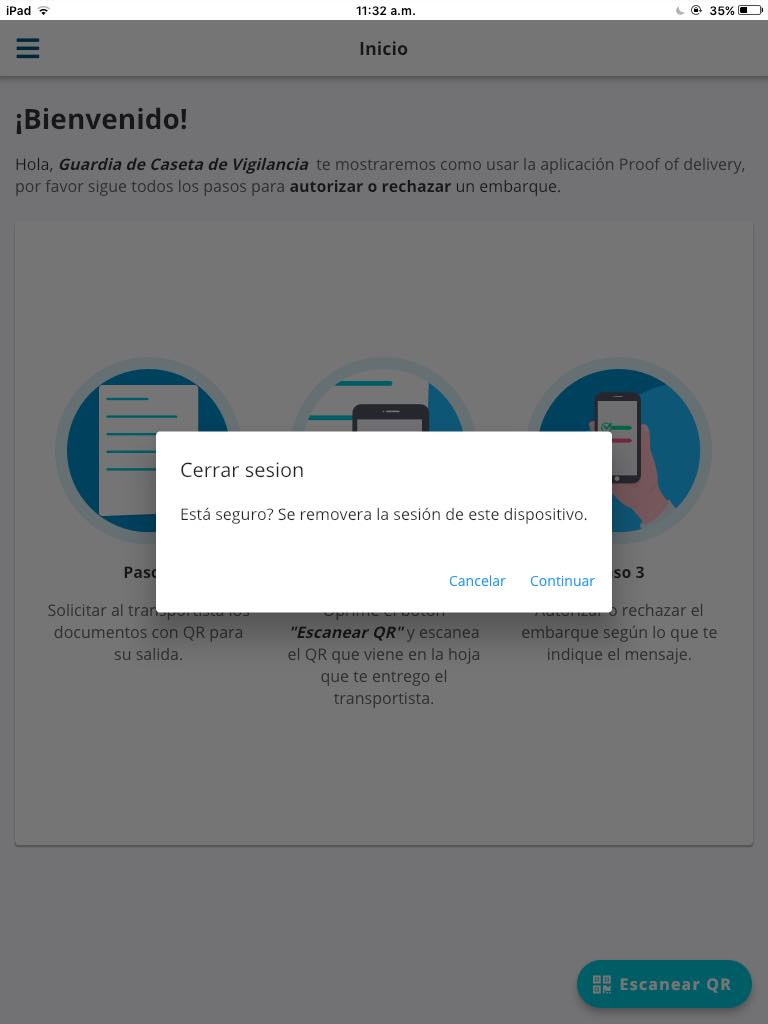 iPad
11:32 a.m.
35%
Inicio
¡Bienvenido!
Hola, Guardia de Caseta de Vigilancia te mostraremos como usar la aplicación Proof of delivery,
por favor sigue todos los pasos para autorizar o rechazar un embarque.
Cerrar sesion
Está seguro? Se removera la sesión de este dispositivo.
Cancelar
Continuar
Solicitar al transportista los
documentos con QR para
su salida.
Oprime el botón
"Escanear QR" y escanea
el QR que viene en la hoja
que te entrego el
transportista.
so 3
Autorizar o rechazar el
embarque según lo que te
indique el mensaje.
Escanear QR